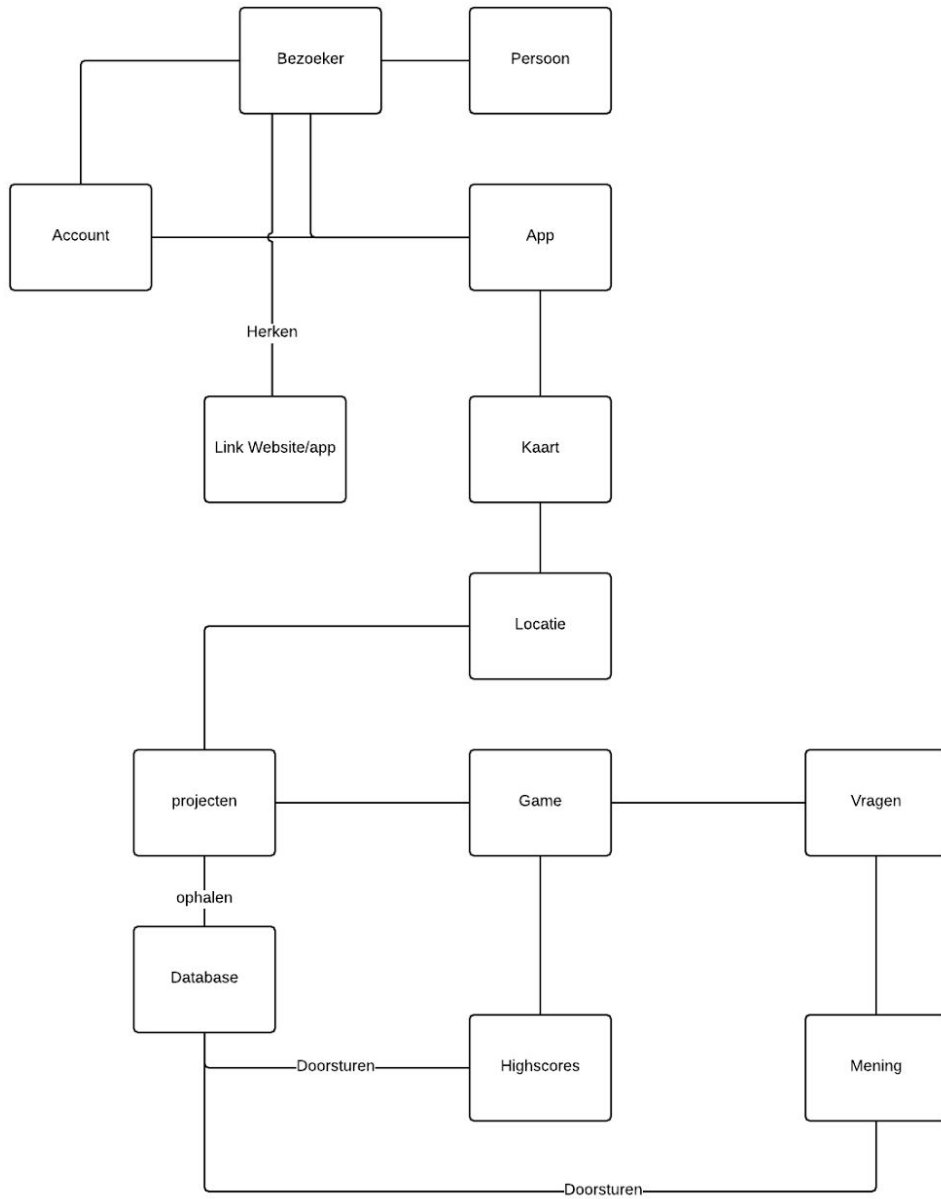 Bezoeker
Persoon
Account
App
Herken
Link Website/app
Kaart
Locatie
projecten
Game
Vragen
ophalen
Database
Doorsturen
Highscores
Mening
Doorsturen